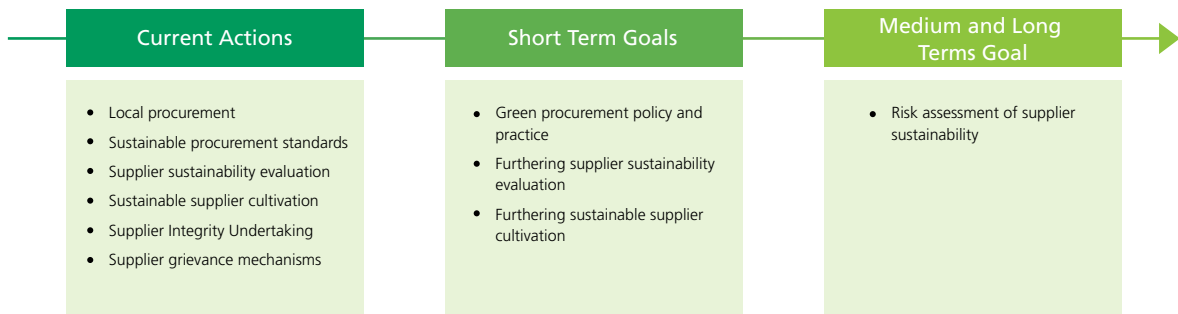 Current Actions
• Local procurement
• Sustainable procurement standards
• Supplier sustainability evaluation
• Sustainable supplier cultivation
• Supplier Integrity Undertaking
• Supplier grievance mechanisms
Short Term Goals
• Green procurement policy and
practice
• Furthering supplier sustainability
evaluation
• Furthering sustainable supplier
cultivation
Medium and Long
Terms Goal
• Risk assessment of supplier
sustainability